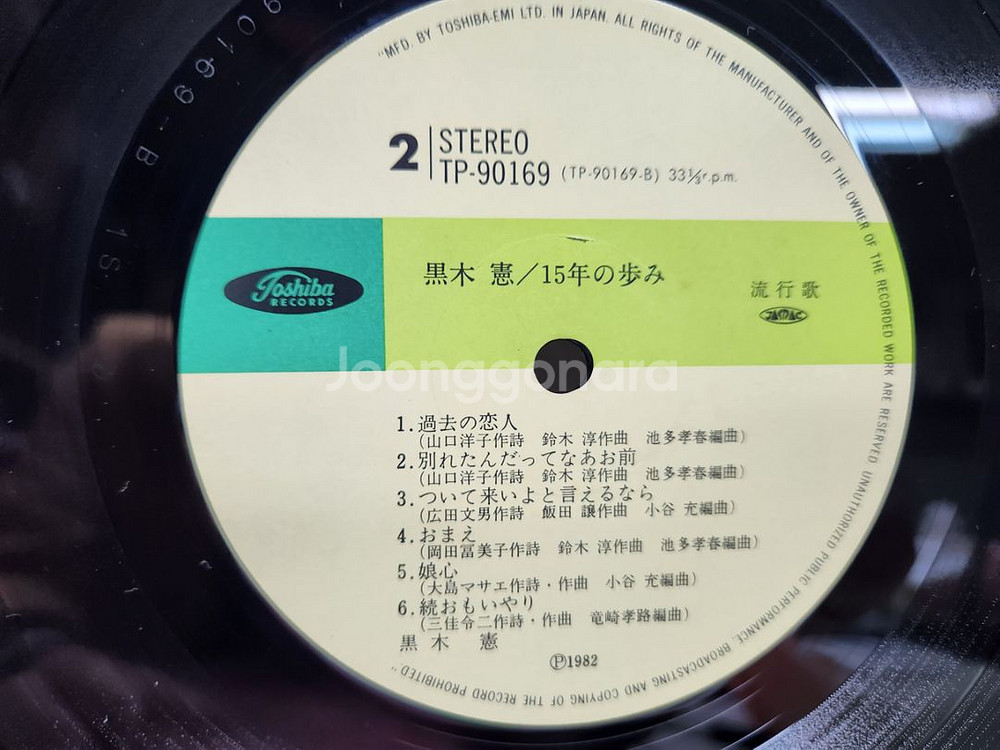 "MFD. BY TOSHIBA-EMI LTD. IN JAPAN. ALL RIGHTS OF THE MANUFACTURER AND OF THE OWNER OF THE RECORDED WORK ARE RESERVED. UNAUTHORIZED PUBLIC PERFORMANCE, BROADCASTING AND COPYING OF THE RECORD PROHIBITED"
2
STEREO
TP-90169 (TP-90169-B) 33⅓r.p.m.
Toshiba
RECORDS
黒木 憲/15年の歩み
流行歌
Joonggonara
1.過去の恋人
(山口洋子作詩 鈴木 淳作曲 池多孝春編曲)
2.別れたんだってなあお前
(山口洋子作詩 鈴木 淳作曲 池多孝春編曲)
3.ついて来いよと言えるなら
(広田文男作詩 飯田 譲作曲 小谷 充編曲)
4.おまえ
(岡田冨美子作詩 鈴木 淳作曲 池多孝春編曲)
5.娘心
(大島マサエ作詩・作曲 小谷 充編曲)
6.続おもいやり
(三佳令二作詩・作曲 竜崎孝路編曲)
黒木 憲
Ⓟ1982